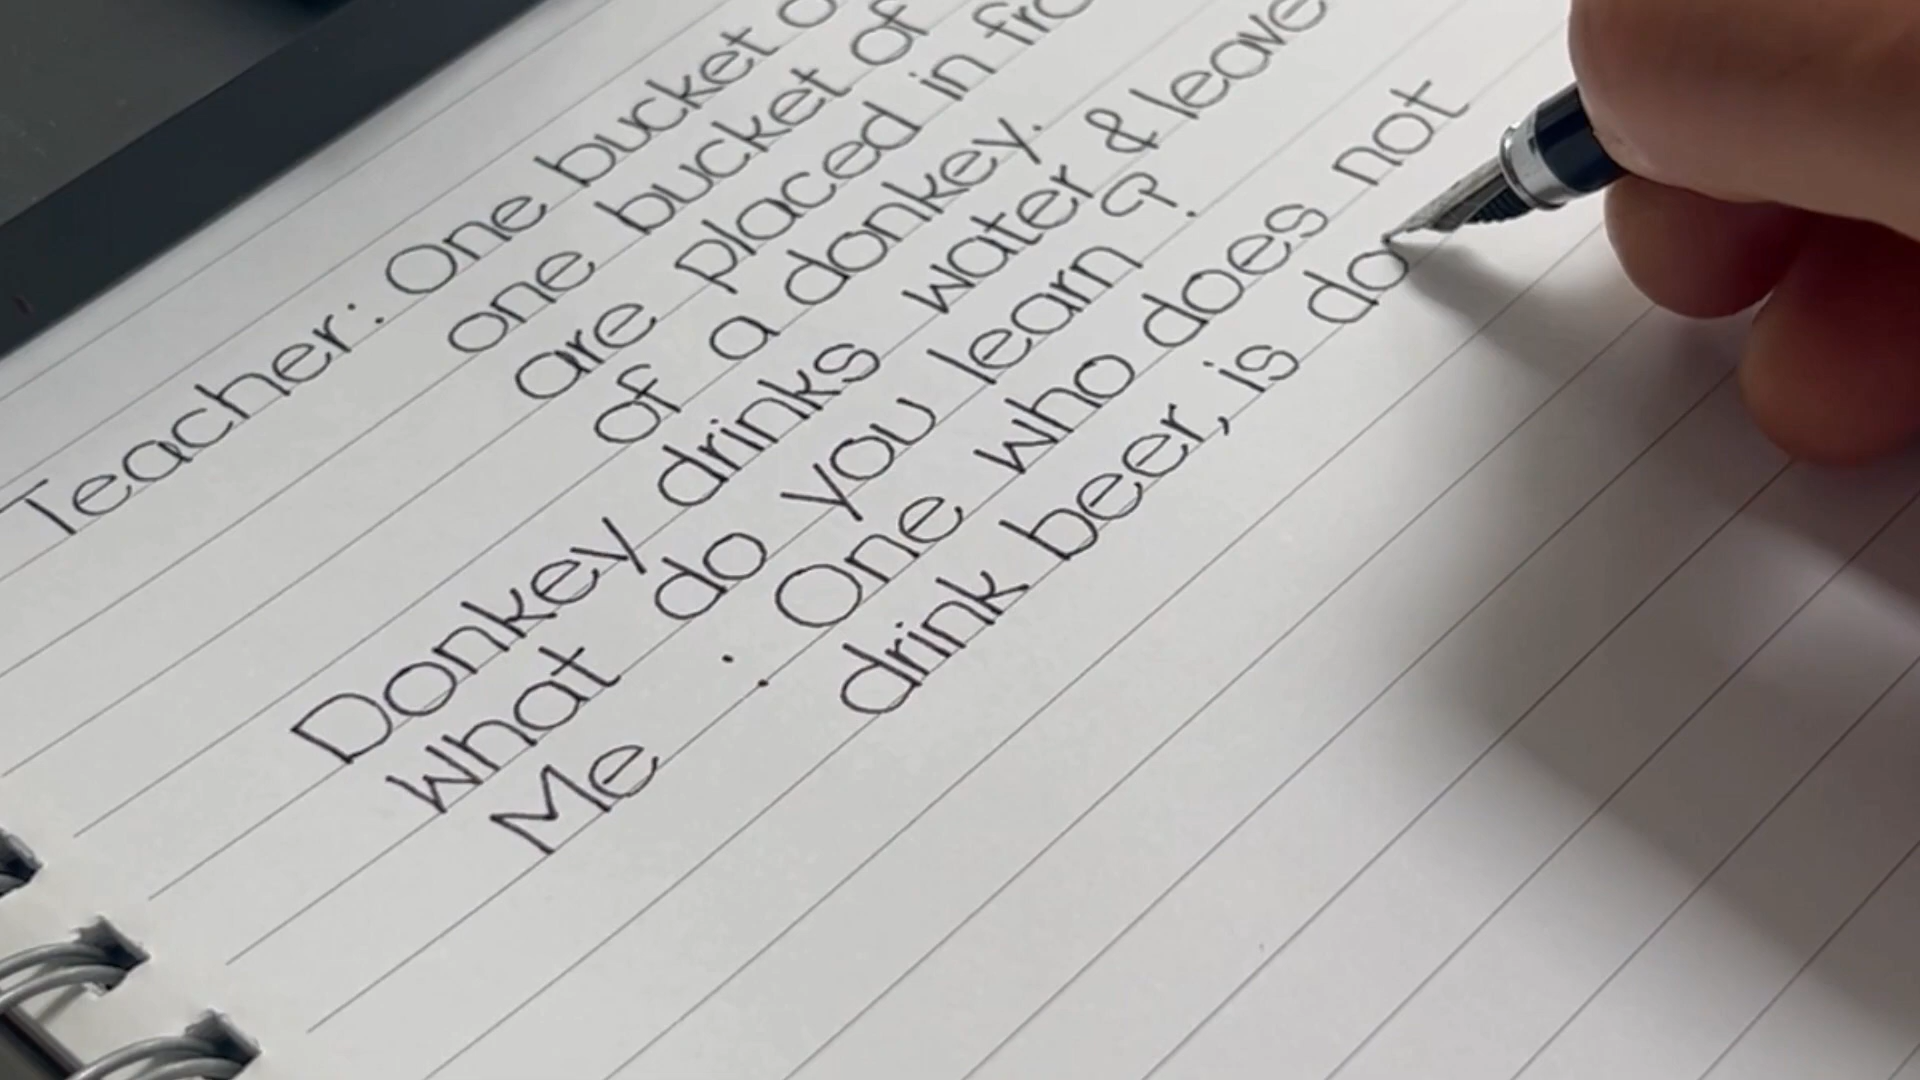 Teacher: One bucket
one bucket of
are placed in
of a donkey.
Donkey drinks water & leave
What do you learn ?
Me : One who does not
drink beer, is do